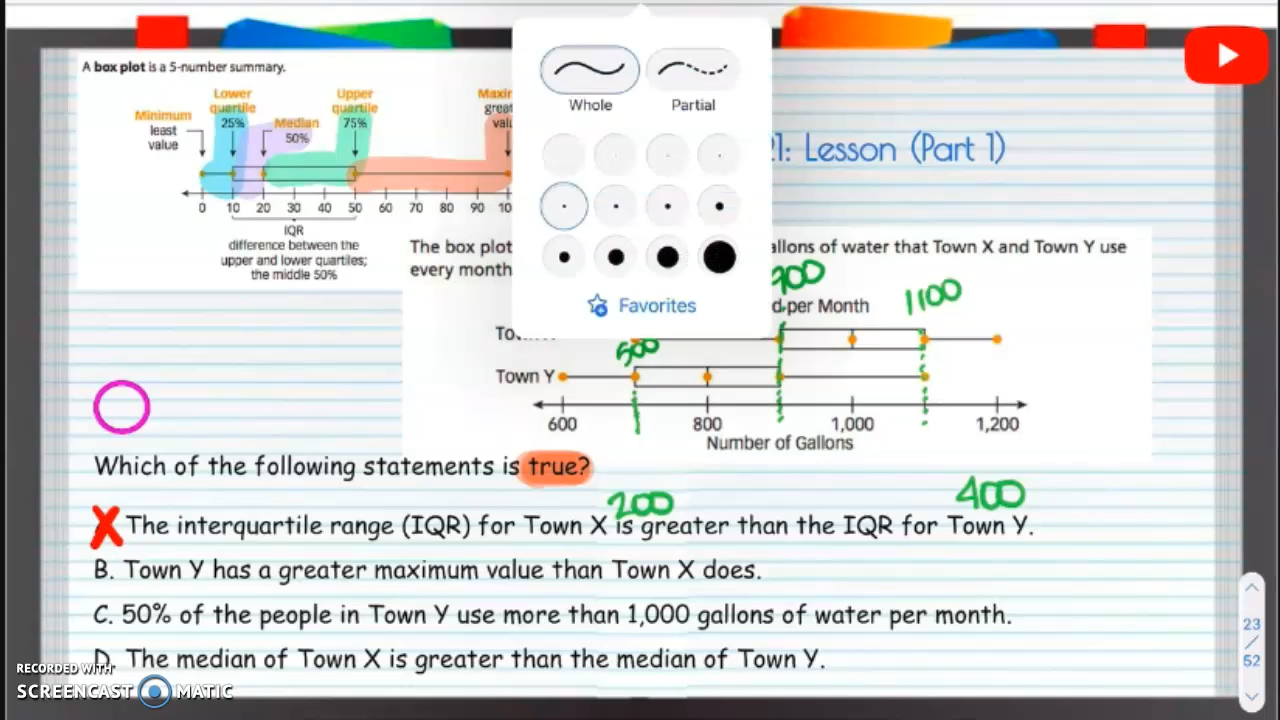 A box plot is a 5-number summary.
Minimum
least
value
Lower
quartile
25%
Median
50%
Upper
quartile
75%
0 10 20 30 40 50 60 70 80 90
IQR
difference between the
upper and lower quartiles;
the middle 50%
Whole
Partial
Favorites
Lesson (Part 1)
The box plot
of water that Town X and Town Y use
every month
per Month
900
1100
500
Town Y
600 800 1,000 1,200
Number of Gallons
Which of the following statements is true?
200
400
X The interquartile range (IQR) for Town X is greater than the IQR for Town Y.
B. Town Y has a greater maximum value than Town X does.
C. 50% of the people in Town Y use more than 1,000 gallons of water per month.
D. The median of Town X is greater than the median of Town Y.
23
/
52
RECORDED WITH
SCREENCAST MATIC